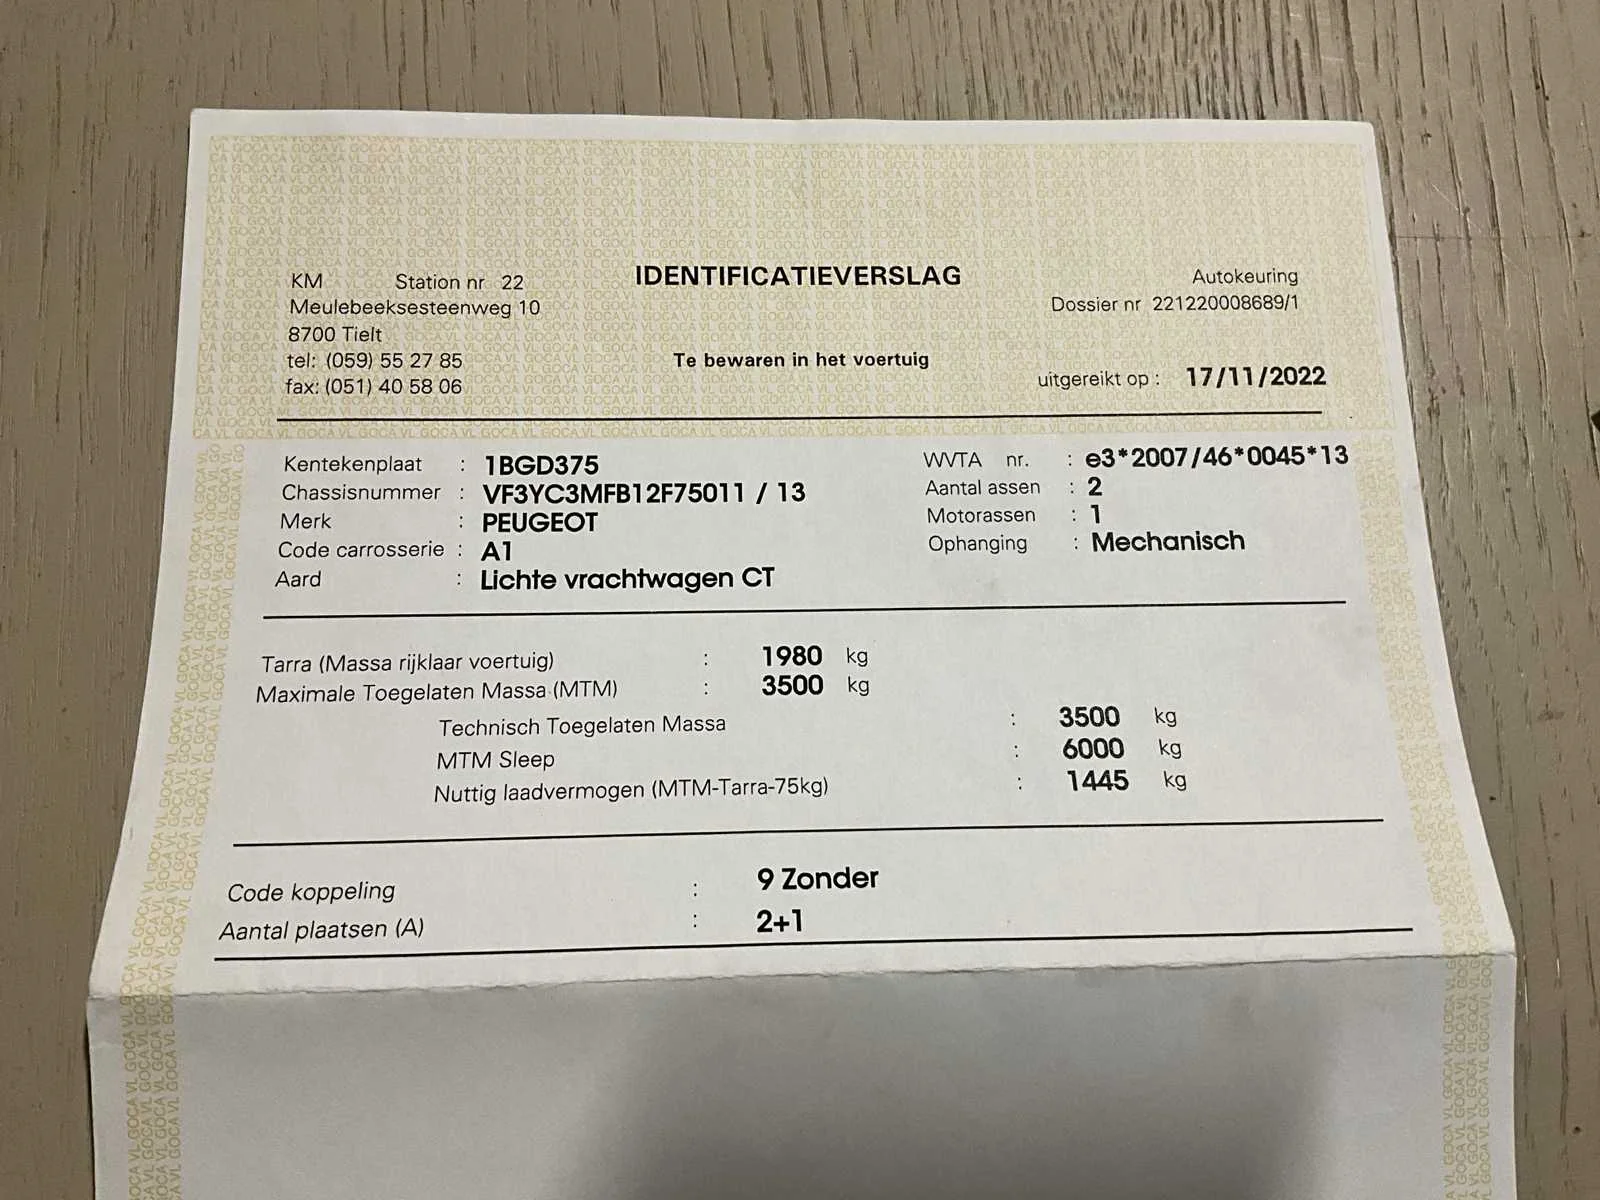 KM Station nr 22
Meulebeeksesteenweg 10
8700 Tielt
tel: (059) 55 27 85
fax: (051) 40 58 06
IDENTIFICATIEVERSLAG
Te bewaren in het voertuig
Autokeuring
Dossier nr 221220008689/1
uitgereikt op : 17/11/2022
Kentekenplaat : 1BGD375
Chassisnummer : VF3YC3MFB12F75011 / 13
Merk : PEUGEOT
Code carrosserie : A1
Aard : Lichte vrachtwagen CT
WVTA nr. : e3*2007/46*0045*13
Aantal assen : 2
Motorassen : 1
Ophanging : Mechanisch
Tarra (Massa rijklaar voertuig) : 1980 kg
Maximale Toegelaten Massa (MTM) : 3500 kg
Technisch Toegelaten Massa : 3500 kg
MTM Sleep : 6000 kg
Nuttig laadvermogen (MTM-Tarra-75kg) : 1445 kg
Code koppeling : 9 Zonder
Aantal plaatsen (A) : 2+1